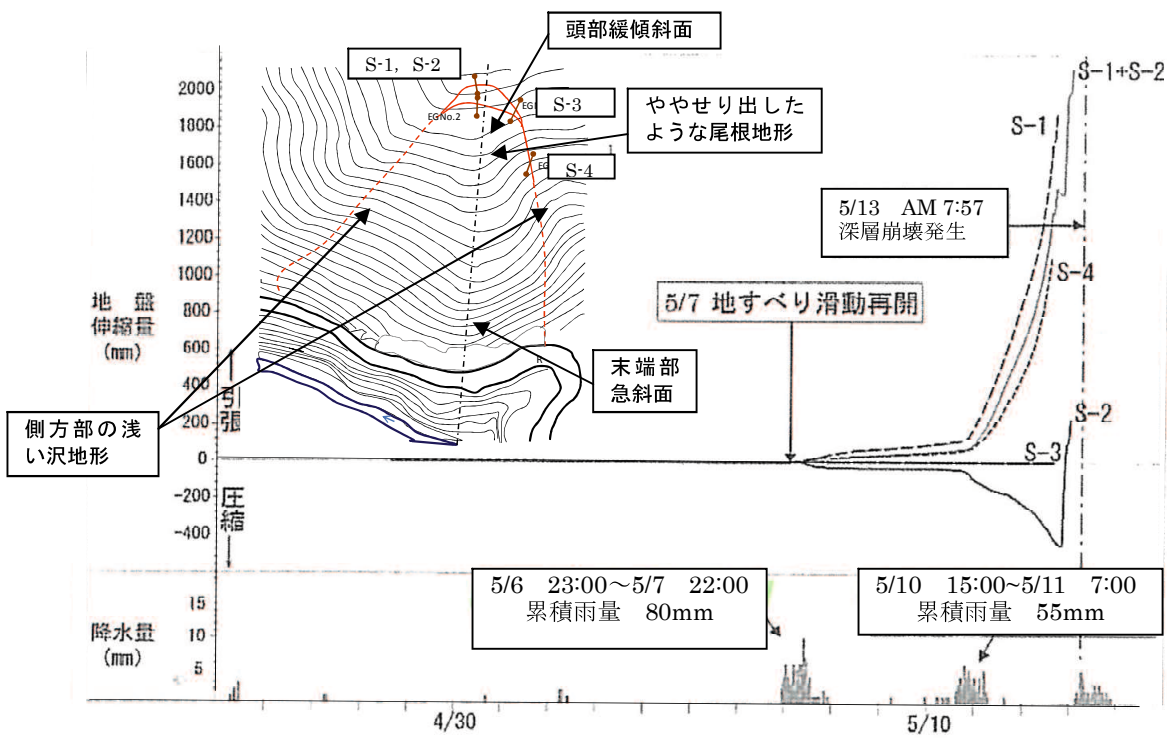 頭部緩傾斜面
S-1, S-2
S-3
EGNo.2
ややせり出した
ような尾根地形
S-4
S-1+S-2
S-1
5/13 AM 7:57
深層崩壊発生
S-4
5/7 地すべり滑動再開
末端部
急斜面
側方部の浅
い沢地形
S-2
S-3
2000
1800
1600
1400
1200
1000
800
600
400
200
0
-200
-400
地盤
伸縮量
(mm)
引張
圧縮
5/6 23:00~5/7 22:00
累積雨量 80mm
5/10 15:00~5/11 7:00
累積雨量 55mm
15
10
5
降水量
(mm)
4/30
5/10